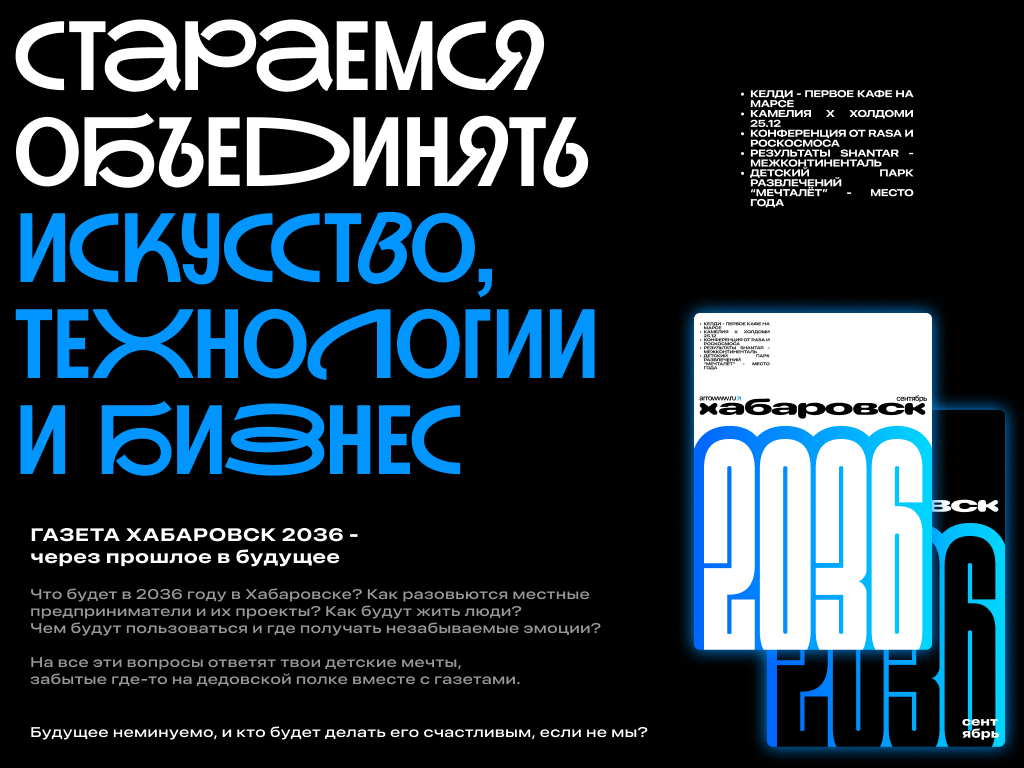 СТАРАЕМСЯ
ОБЪЕДИНЯТЬ
ИСКУССТВО,
ТЕХНОЛОГИИ
И БИЗНЕС
ГАЗЕТА ХАБАРОВСК 2036 -
через прошлое в будущее
Что будет в 2036 году в Хабаровске? Как разовьются местные
предприниматели и их проекты? Как будут жить люди?
Чем будут пользоваться и где получать незабываемые эмоции?
На все эти вопросы ответят твои детские мечты,
забытые где-то на дедовской полке вместе с газетами.
Будущее неминуемо, и кто будет делать его счастливым, если не мы?
• КЕЛДИ - ПЕРВОЕ КАФЕ НА
МАРСЕ
• КАМЕЛИЯ Х ХОЛДОМИ
25.12
• КОНФЕРЕНЦИЯ ОТ RASA И
РОСКОСМОСА
• РЕЗУЛЬТАТЫ SHANTAR -
МЕЖКОНТИНЕНТАЛЬ
• ДЕТСКИЙ ПАРК
РАЗВЛЕЧЕНИЙ
"МЕЧТАЛЁТ" - МЕСТО
ГОДА
• КЕЛДИ - ПЕРВОЕ КАФЕ НА
МАРСЕ
• КАМЕЛИЯ Х ХОЛДОМИ
25.12
• КОНФЕРЕНЦИЯ ОТ RASA И
РОСКОСМОСА
• РЕЗУЛЬТАТЫ SHANTAR -
МЕЖКОНТИНЕНТАЛЬ
• ДЕТСКИЙ ПАРК
РАЗВЛЕЧЕНИЙ
"МЕЧТАЛЁТ" - МЕСТО
ГОДА
arrowwww.ru/я сентябрь
хабаровск
2036
вск
2036
сент
ябрь